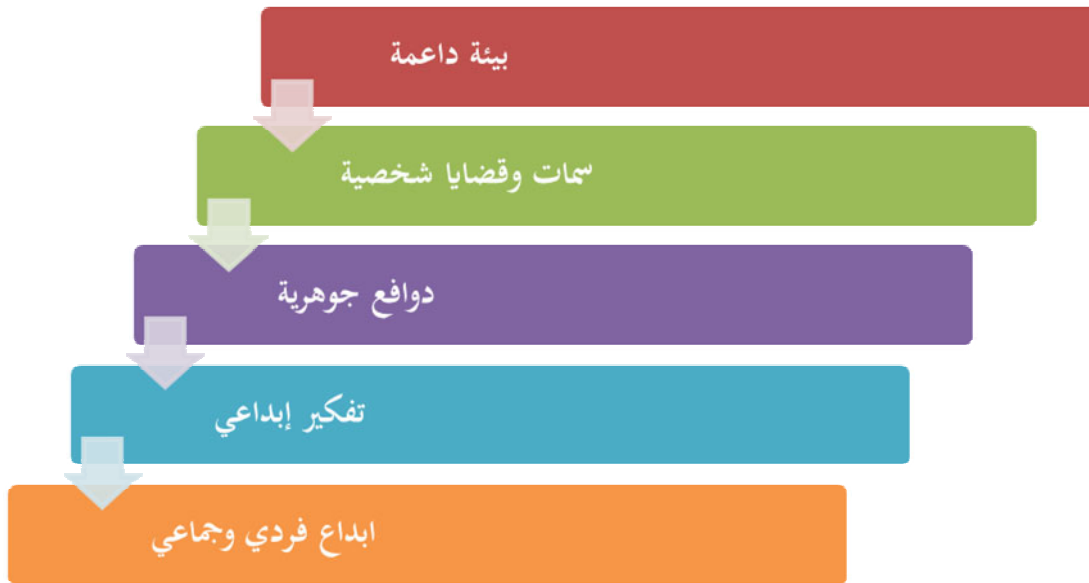 بيئة داعمة
سمات وقضايا شخصية
دوافع جوهرية
تفكير إبداعي
ابداع فردي وجماعي